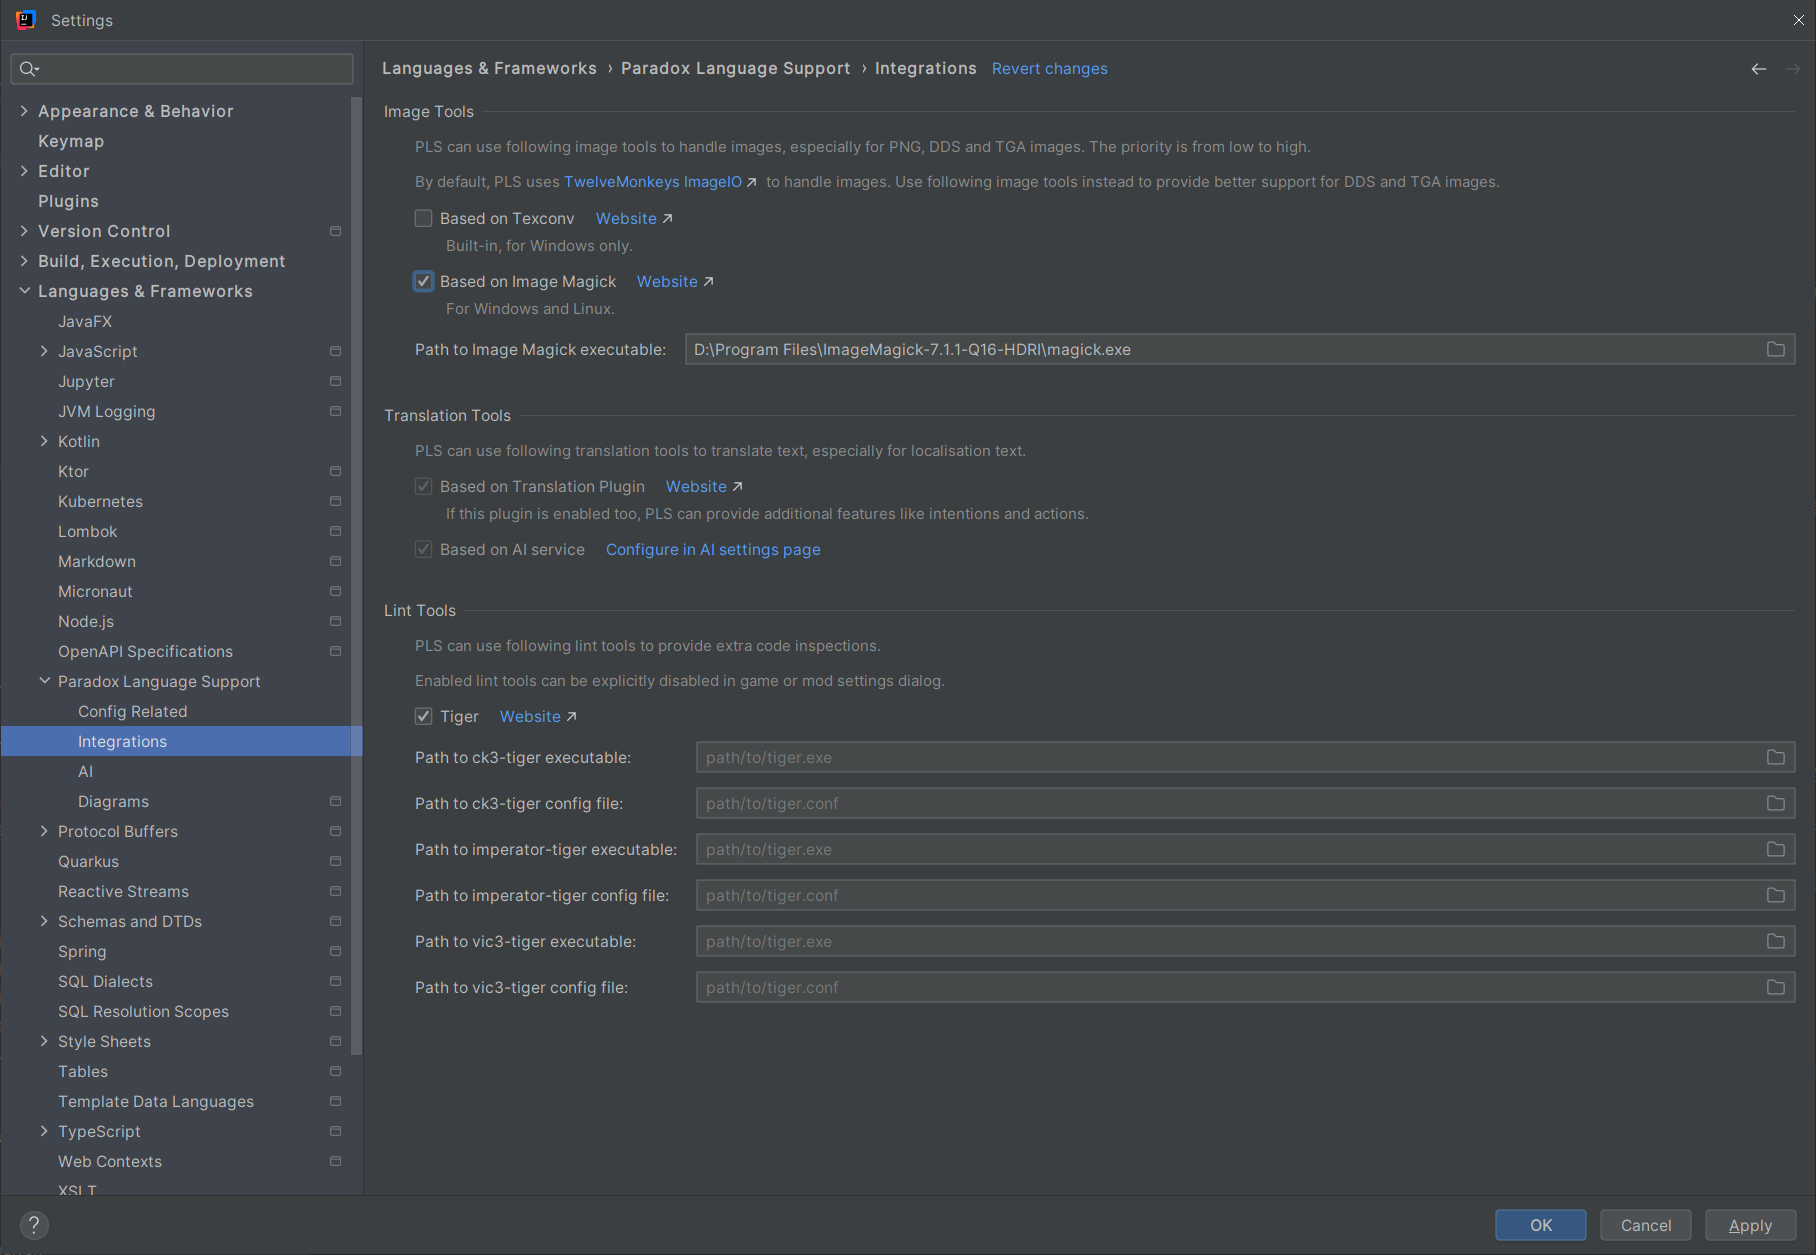 Settings
Appearance & Behavior
Keymap
Editor
Plugins
Version Control
Build, Execution, Deployment
Languages & Frameworks
JavaFX
JavaScript
Jupyter
JVM Logging
Kotlin
Ktor
Kubernetes
Lombok
Markdown
Micronaut
Node.js
OpenAPI Specifications
Paradox Language Support
Config Related
Integrations
AI
Diagrams
Protocol Buffers
Quarkus
Reactive Streams
Schemas and DTDs
Spring
SQL Dialects
SQL Resolution Scopes
Style Sheets
Tables
Template Data Languages
TypeScript
Web Contexts
XSLT
Languages & Frameworks › Paradox Language Support › Integrations Revert changes
Image Tools
PLS can use following image tools to handle images, especially for PNG, DDS and TGA images. The priority is from low to high.
By default, PLS uses TwelveMonkeys ImageIO to handle images. Use following image tools instead to provide better support for DDS and TGA images.
Based on Texconv Website
Built-in, for Windows only.
Based on Image Magick Website
For Windows and Linux.
Path to Image Magick executable: D:\Program Files\ImageMagick-7.1.1-Q16-HDRI\magick.exe
Translation Tools
PLS can use following translation tools to translate text, especially for localisation text.
Based on Translation Plugin Website
If this plugin is enabled too, PLS can provide additional features like intentions and actions.
Based on AI service Configure in AI settings page
Lint Tools
PLS can use following lint tools to provide extra code inspections.
Enabled lint tools can be explicitly disabled in game or mod settings dialog.
Tiger Website
Path to ck3-tiger executable: path/to/tiger.exe
Path to ck3-tiger config file: path/to/tiger.conf
Path to imperator-tiger executable: path/to/tiger.exe
Path to imperator-tiger config file: path/to/tiger.conf
Path to vic3-tiger executable: path/to/tiger.exe
Path to vic3-tiger config file: path/to/tiger.conf
? OK Cancel Apply